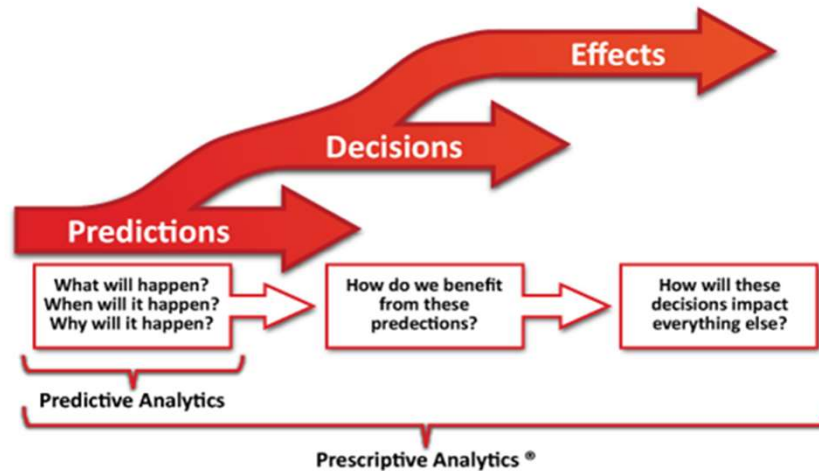 Effects
Decisions
Predictions
What will happen?
When will it happen?
Why will it happen?
How do we benefit
from these
predections?
How will these
decisions impact
everything else?
Predictive Analytics
Prescriptive Analytics ®